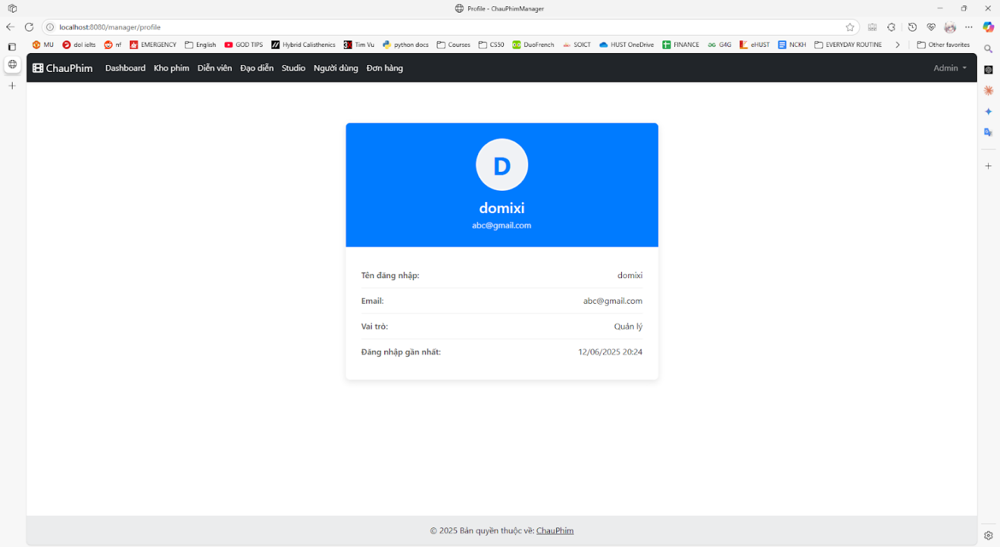 Profile - ChauPhimManager
localhost:8080/manager/profile
MU dol ielts nf EMERGENCY English GOD TIPS Hybrid Calisthenics Tim Vu python docs Courses CS50 DuoFrench SOICT HUST OneDrive FINANCE G4G eHUST NCKH EVERYDAY ROUTINE Other favorites
ChauPhim Dashboard Kho phim Diễn viên Đạo diễn Studio Người dùng Đơn hàng Admin
D
domixi
abc@gmail.com
Tên đăng nhập: domixi
Email: abc@gmail.com
Vai trò: Quản lý
Đăng nhập gần nhất: 12/06/2025 20:24
© 2025 Bản quyền thuộc về: ChauPhim